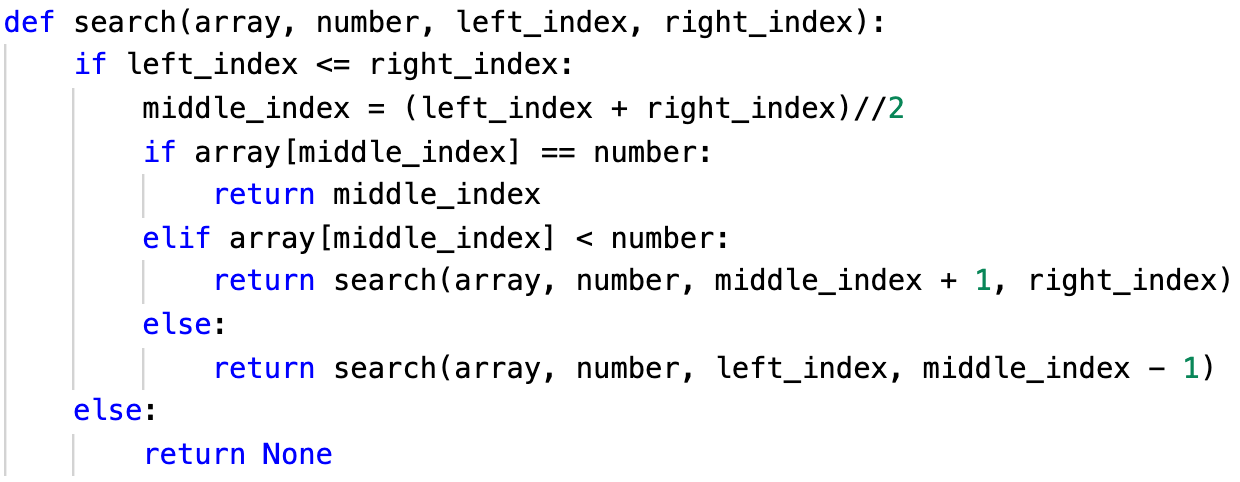 def search(array, number, left_index, right_index):
    if left_index <= right_index:
        middle_index = (left_index + right_index)//2
        if array[middle_index] == number:
            return middle_index
        elif array[middle_index] < number:
            return search(array, number, middle_index + 1, right_index)
        else:
            return search(array, number, left_index, middle_index - 1)
    else:
        return None